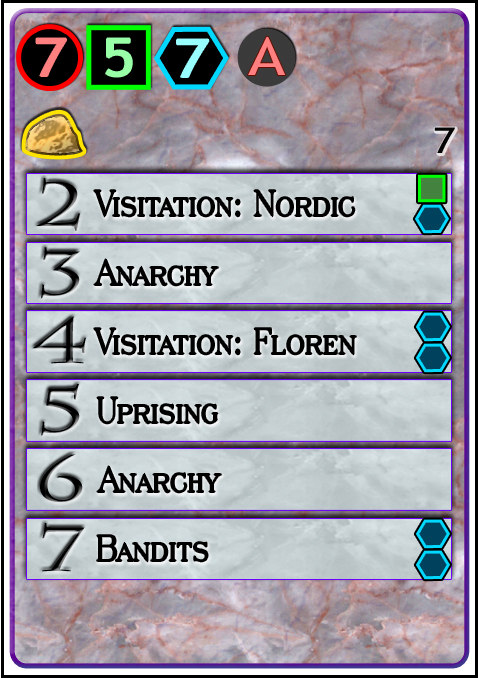 7 5 7 A
7
2 Visitation: Nordic
3 Anarchy
4 Visitation: Floren
5 Uprising
6 Anarchy
7 Bandits